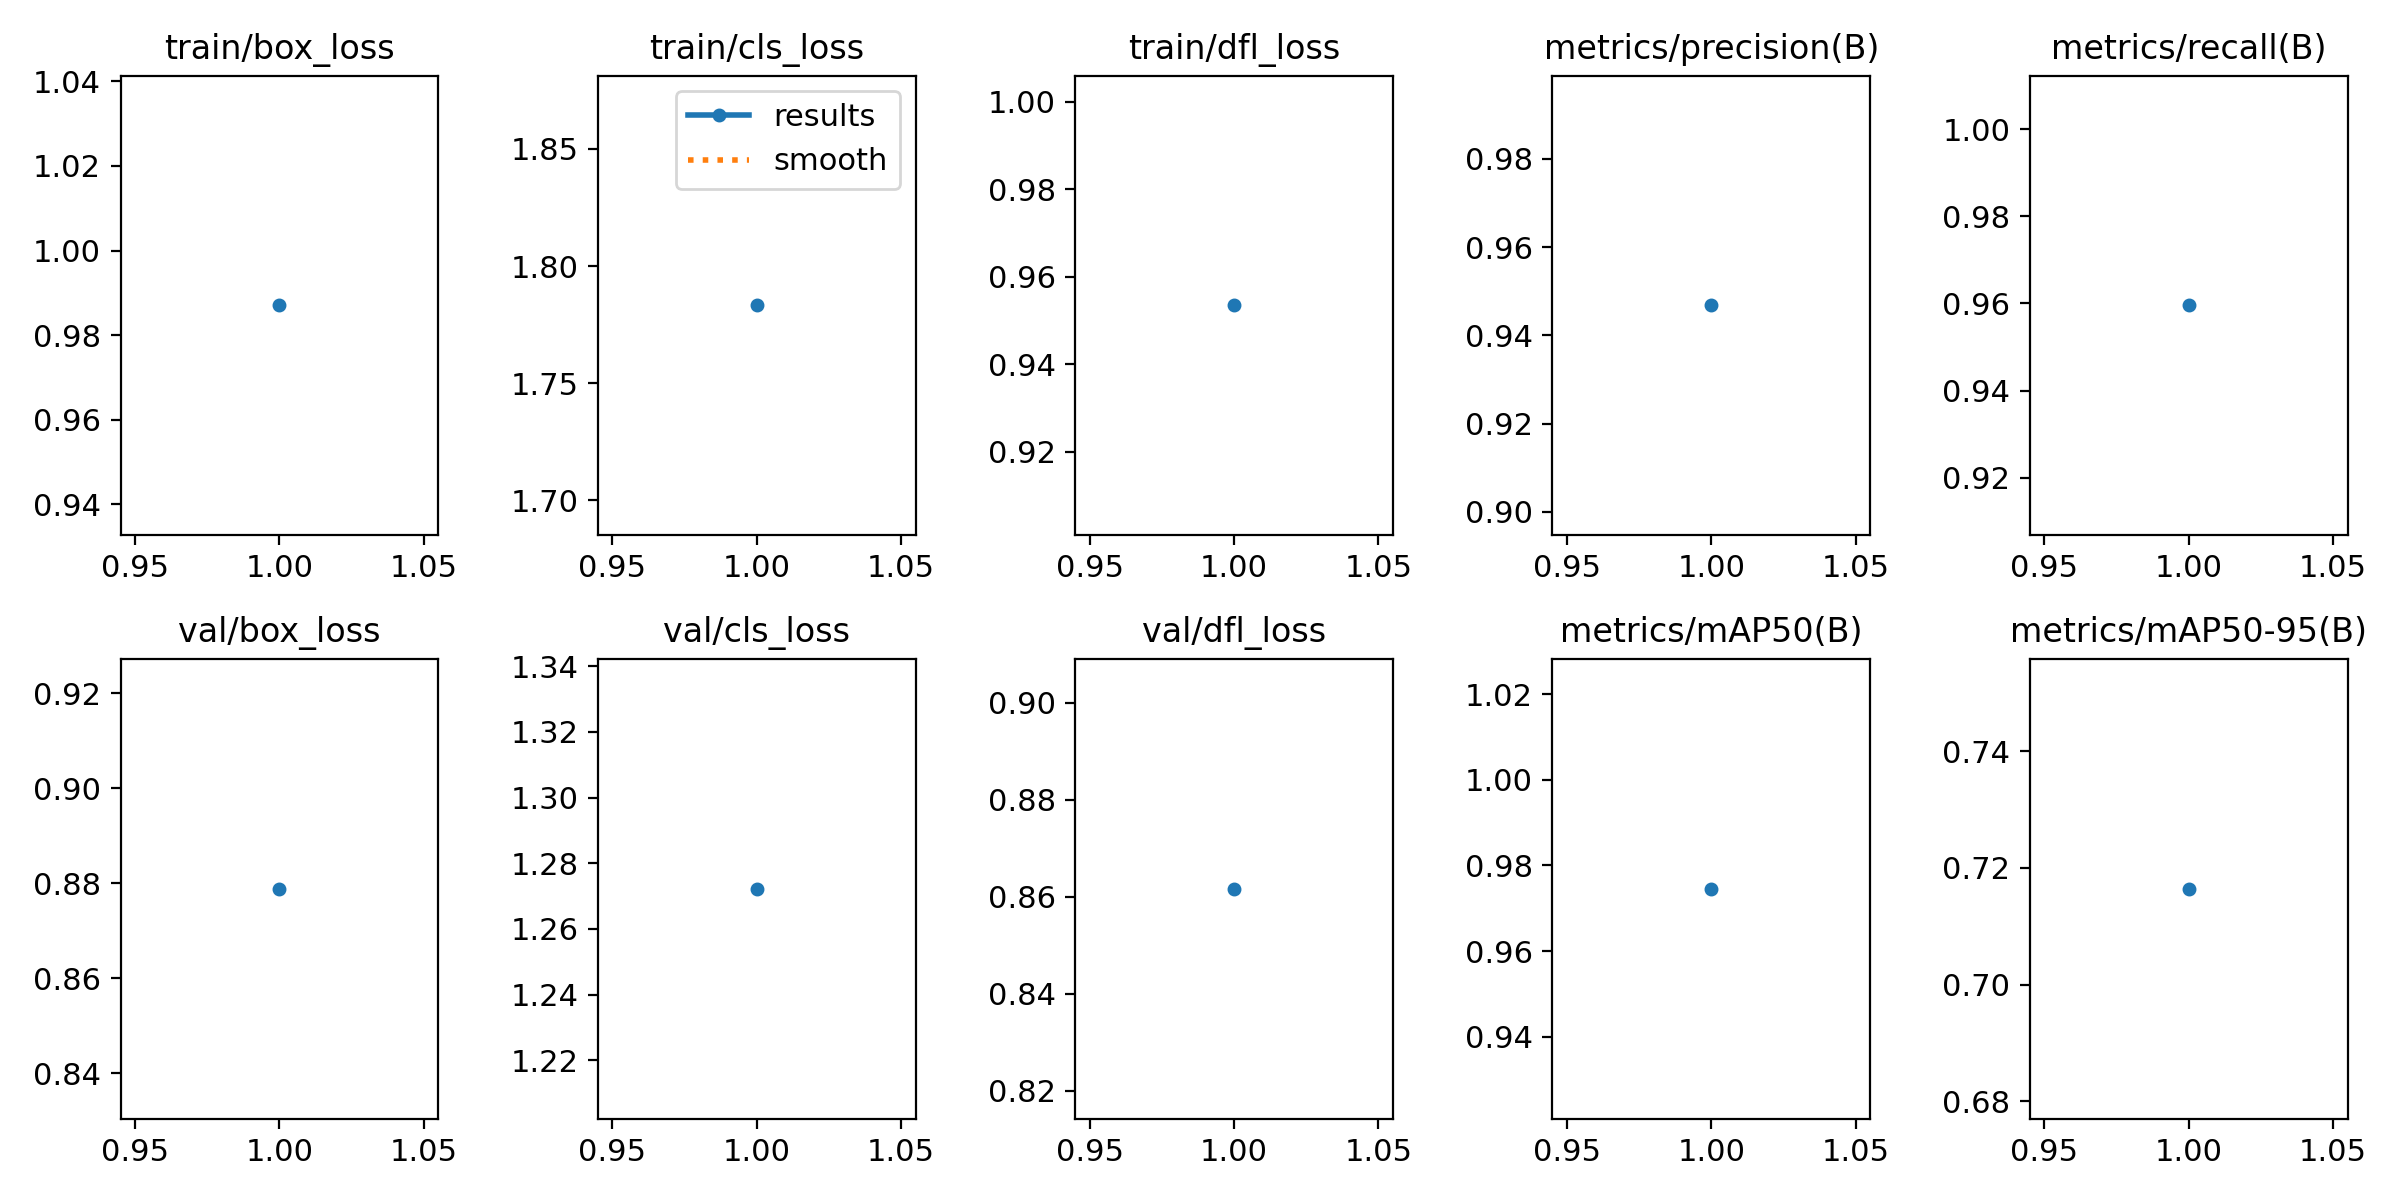 train/box_loss
1.04
1.02
1.00
0.98
0.96
0.94
0.95 1.00 1.05
train/cls_loss
results
smooth
1.85
1.80
1.75
1.70
0.95 1.00 1.05
train/dfl_loss
1.00
0.98
0.96
0.94
0.92
0.95 1.00 1.05
metrics/precision(B)
0.98
0.96
0.94
0.92
0.90
0.95 1.00 1.05
metrics/recall(B)
1.00
0.98
0.96
0.94
0.92
0.95 1.00 1.05
val/box_loss
0.92
0.90
0.88
0.86
0.84
0.95 1.00 1.05
val/cls_loss
1.34
1.32
1.30
1.28
1.26
1.24
1.22
0.95 1.00 1.05
val/dfl_loss
0.90
0.88
0.86
0.84
0.82
0.95 1.00 1.05
metrics/mAP50(B)
1.02
1.00
0.98
0.96
0.94
0.95 1.00 1.05
metrics/mAP50-95(B)
0.74
0.72
0.70
0.68
0.95 1.00 1.05